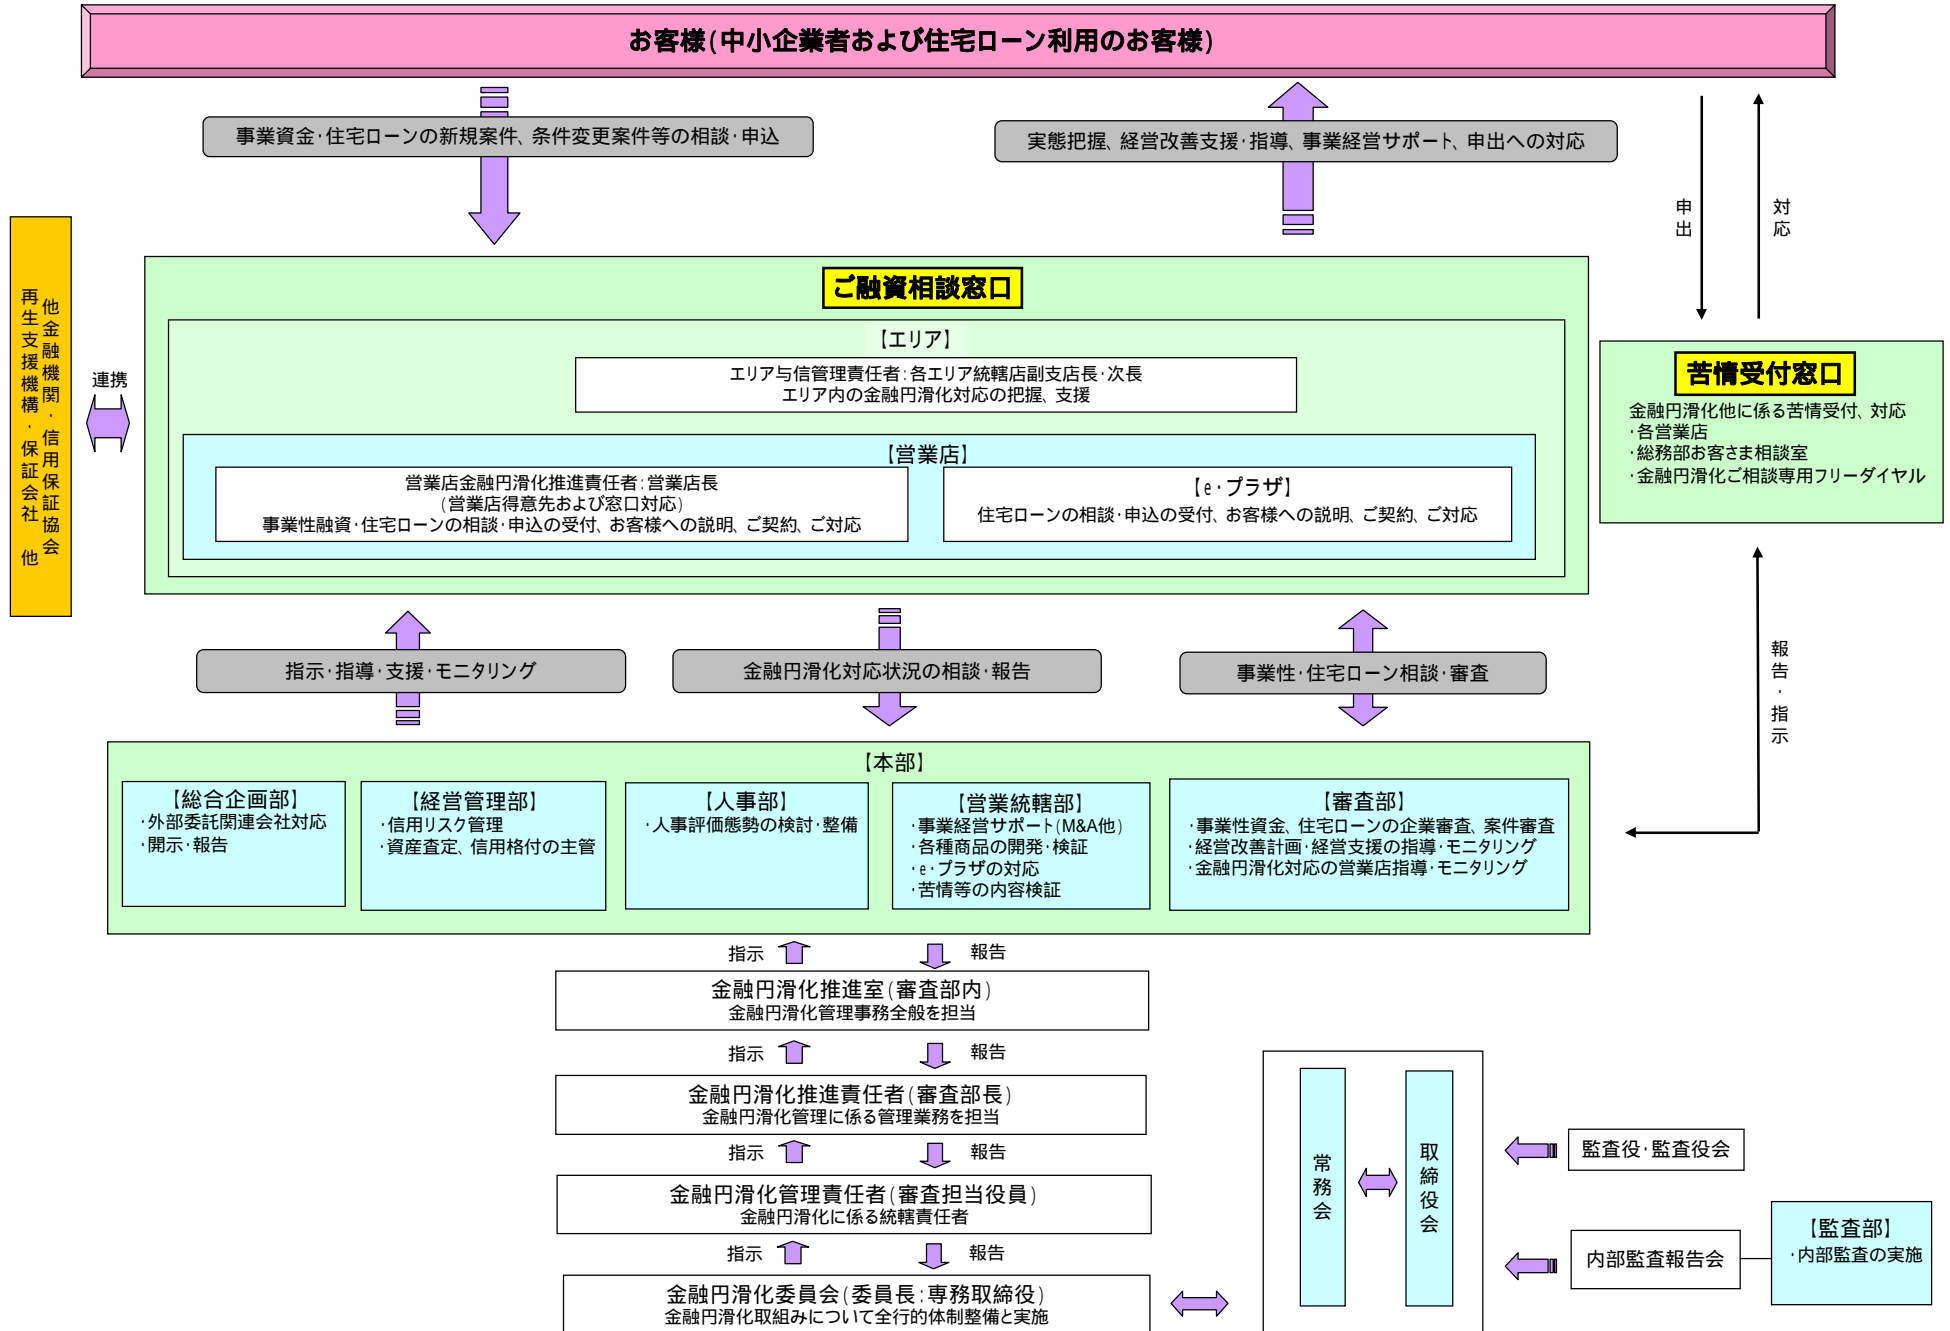 お客様(中小企業者および住宅ローン利用のお客様)
事業資金・住宅ローンの新規案件、条件変更案件等の相談・申込
実態把握、経営改善支援・指導、事業経営サポート、申出への対応
申出
対応
他金融機関・信用保証協会
再生支援機構・保証会社 他
連携
ご融資相談窓口
【エリア】
エリア与信管理責任者:各エリア統轄店副支店長・次長
エリア内の金融円滑化対応の把握、支援
【営業店】
営業店金融円滑化推進責任者:営業店長
(営業店得意先および窓口対応)
事業性融資・住宅ローンの相談・申込の受付、お客様への説明、ご契約、ご対応
【e・プラザ】
住宅ローンの相談・申込の受付、お客様への説明、ご契約、ご対応
苦情受付窓口
金融円滑化他に係る苦情受付、対応
・各営業店
・総務部お客さま相談室
・金融円滑化ご相談専用フリーダイヤル
指示・指導・支援・モニタリング
金融円滑化対応状況の相談・報告
事業性・住宅ローン相談・審査
報告・指示
【本部】
【総合企画部】
・外部委託関連会社対応
・開示・報告
【経営管理部】
・信用リスク管理
・資産査定、信用格付の主管
【人事部】
・人事評価態勢の検討・整備
【営業統轄部】
・事業経営サポート(M&A他)
・各種商品の開発・検証
・e・プラザの対応
・苦情等の内容検証
【審査部】
・事業性資金、住宅ローンの企業審査、案件審査
・経営改善計画・経営支援の指導・モニタリング
・金融円滑化対応の営業店指導・モニタリング
指示
報告
金融円滑化推進室(審査部内)
金融円滑化管理事務全般を担当
指示
報告
金融円滑化推進責任者(審査部長)
金融円滑化管理に係る管理業務を担当
指示
報告
金融円滑化管理責任者(審査担当役員)
金融円滑化に係る統轄責任者
指示
報告
金融円滑化委員会(委員長:専務取締役)
金融円滑化取組みについて全行的体制整備と実施
常務会
取締役会
監査役・監査役会
内部監査報告会
【監査部】
・内部監査の実施